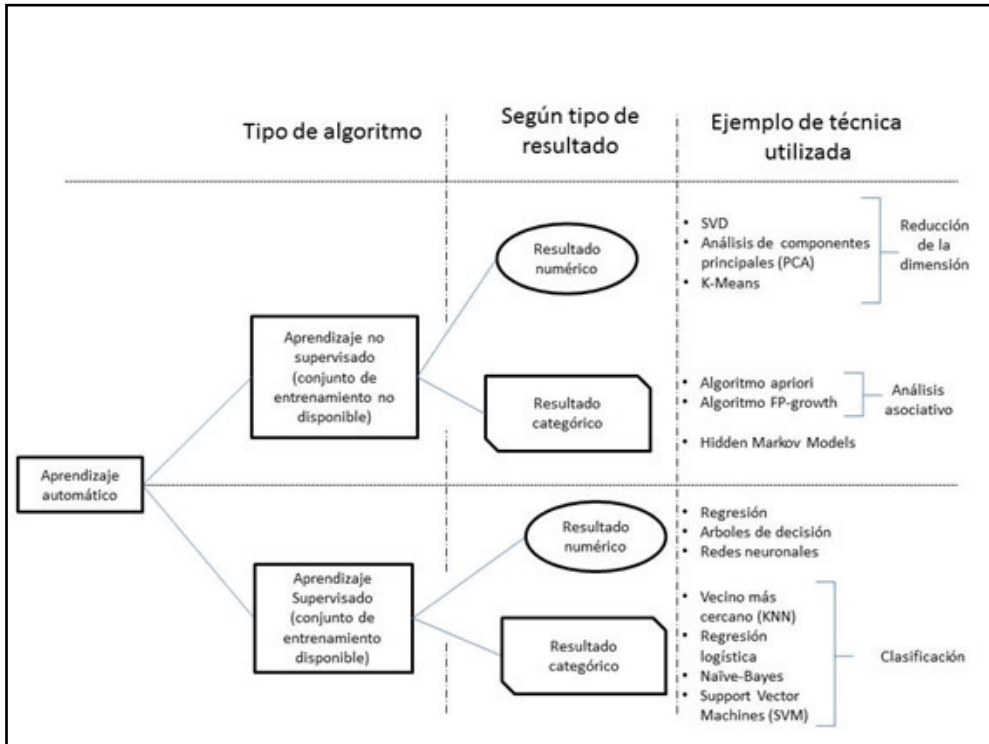 Tipo de algoritmo
Según tipo de
resultado
Ejemplo de técnica
utilizada
Aprendizaje
automático
Aprendizaje no
supervisado
(conjunto de
entrenamiento no
disponible)
Resultado
numérico
• SVD
• Análisis de componentes
principales (PCA)
• K-Means
Reducción
de la
dimensión
Resultado
categórico
• Algoritmo apriori
• Algoritmo FP-growth
Análisis
asociativo
• Hidden Markov Models
Aprendizaje
Supervisado
(conjunto de
entrenamiento
disponible)
Resultado
numérico
• Regresión
• Arboles de decisión
• Redes neuronales
Resultado
categórico
• Vecino más
cercano (KNN)
• Regresión
logística
• Naïve-Bayes
• Support Vector
Machines (SVM)
Clasificación